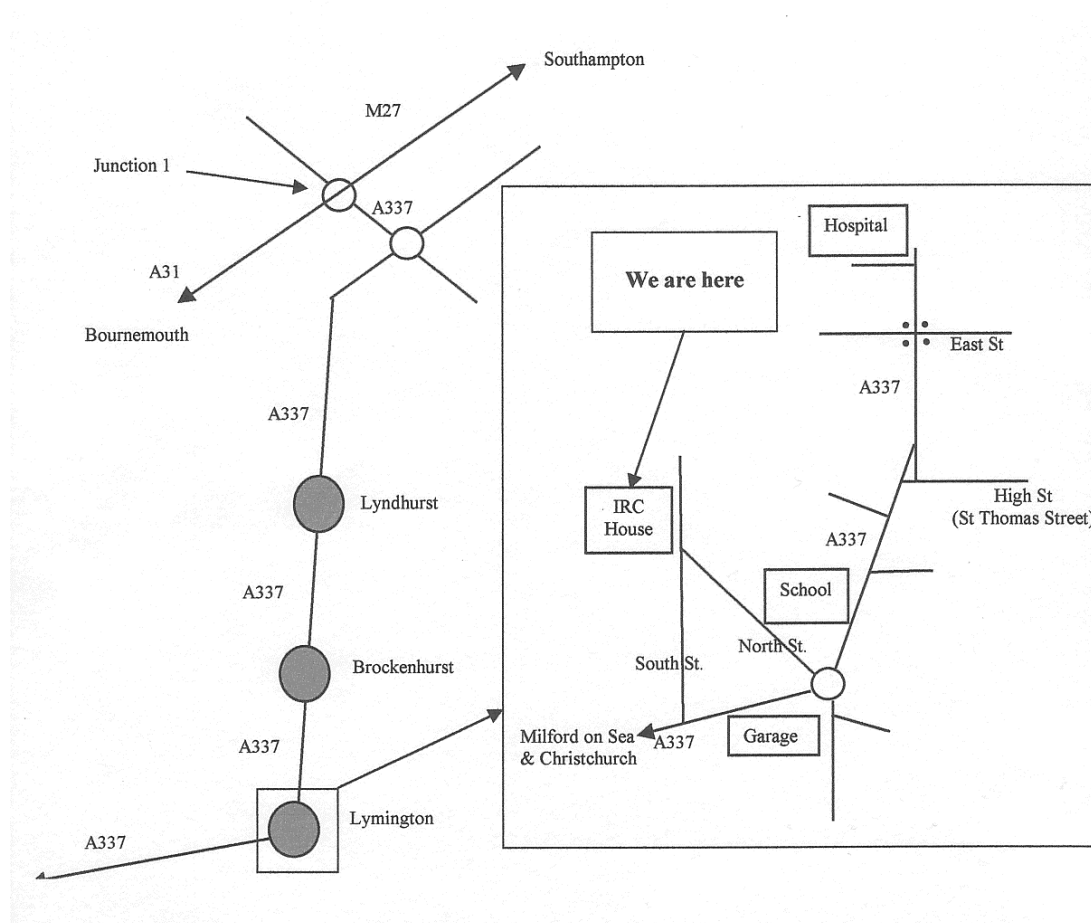 Southampton
M27
Junction 1
A337
A31
Bournemouth
A337
Lyndhurst
A337
Brockenhurst
A337
Lymington
A337
Hospital
We are here
East St
A337
IRC
House
High St
(St Thomas Street)
A337
School
North St.
South St.
Milford on Sea
& Christchurch
A337
Garage